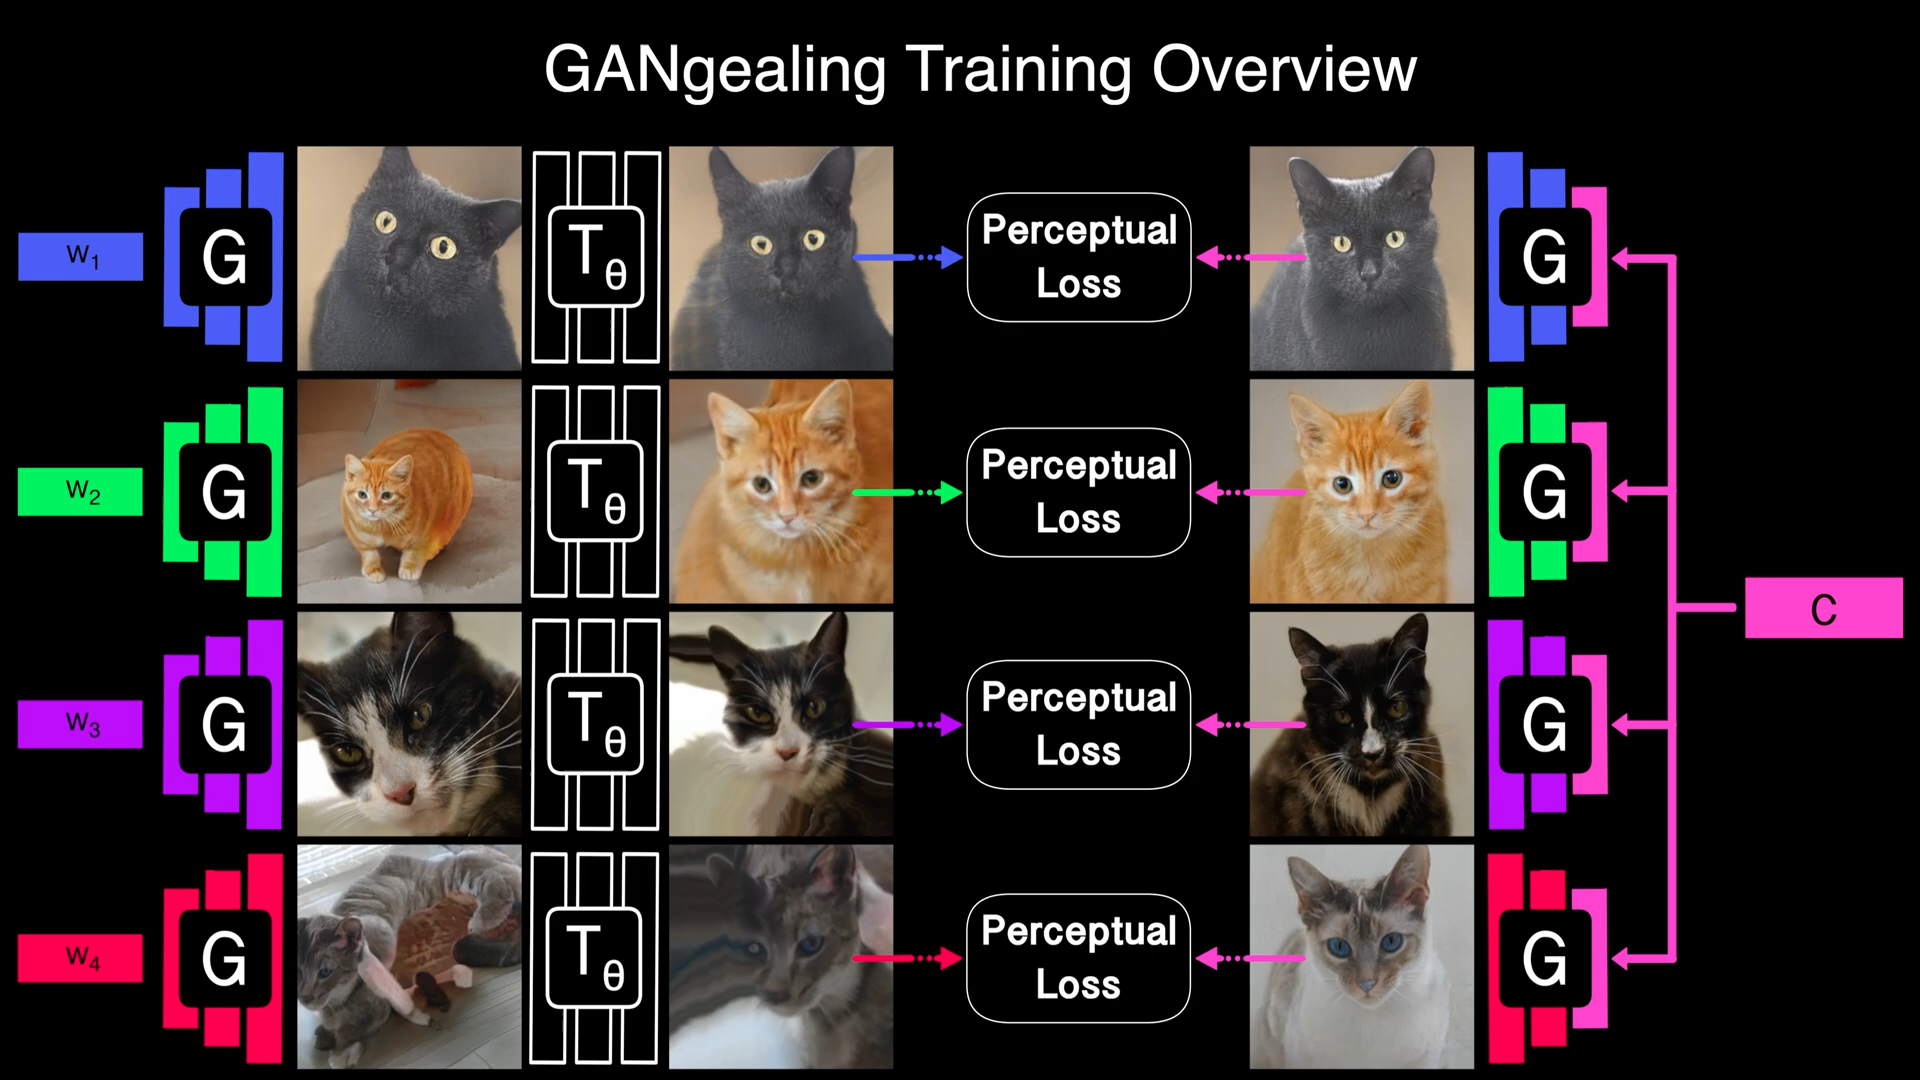 GANgealing Training Overview
w1 G Tθ Perceptual Loss G
w2 G Tθ Perceptual Loss G
C
w3 G Tθ Perceptual Loss G
w4 G Tθ Perceptual Loss G